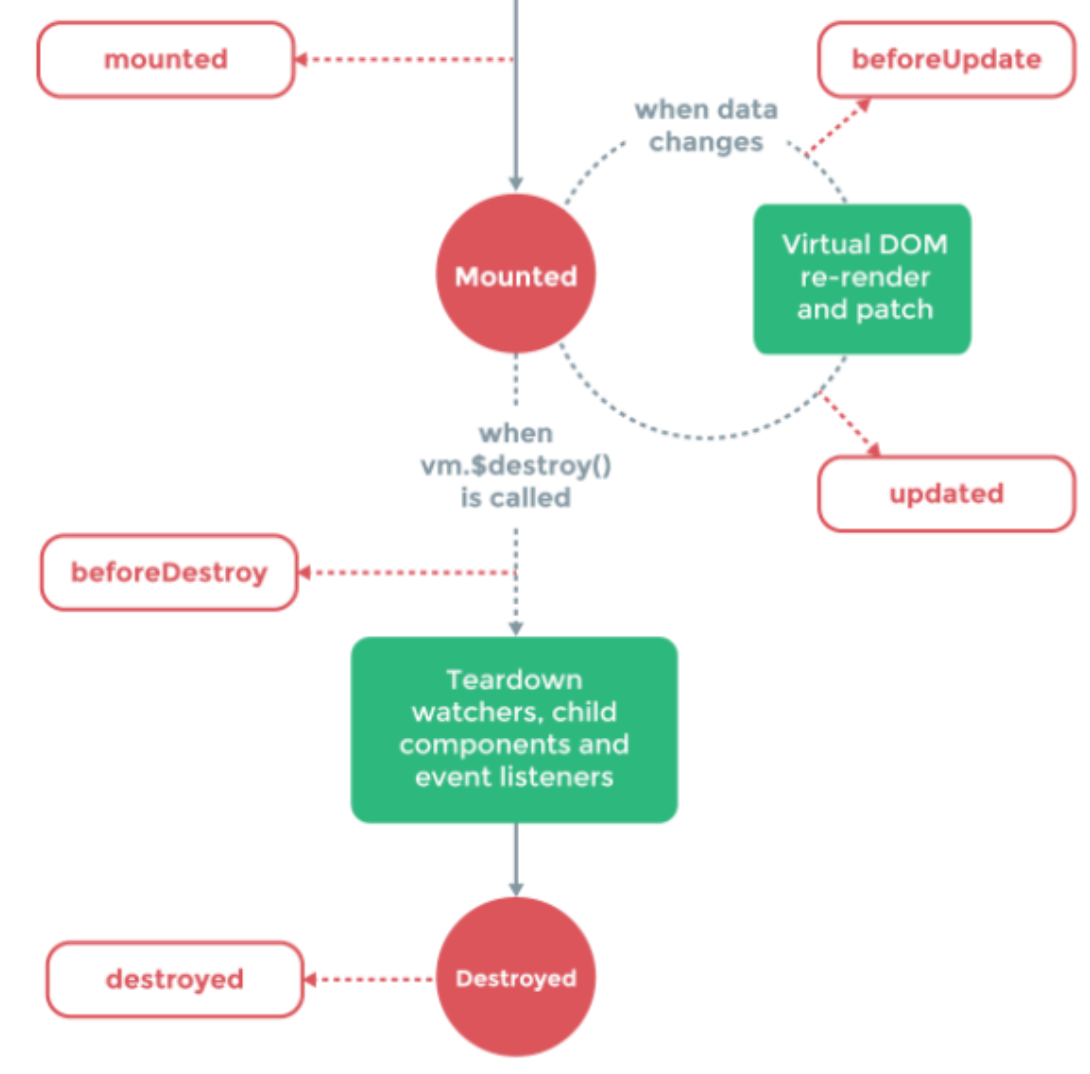 mounted
beforeUpdate
when data
changes
Mounted
Virtual DOM
re-render
and patch
when
vm.$destroy()
is called
updated
beforeDestroy
Teardown
watchers, child
components and
event listeners
destroyed
Destroyed